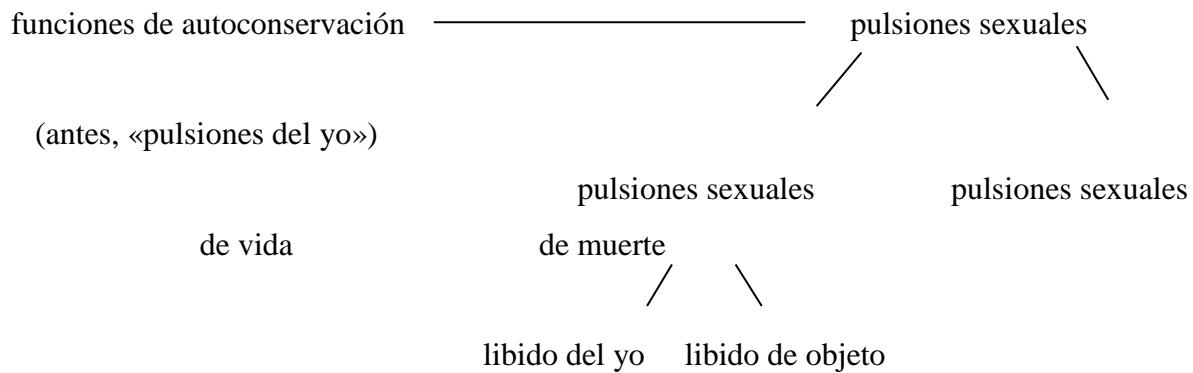 funciones de autoconservación pulsiones sexuales
(antes, «pulsiones del yo»)
pulsiones sexuales pulsiones sexuales
de vida de muerte
libido del yo libido de objeto